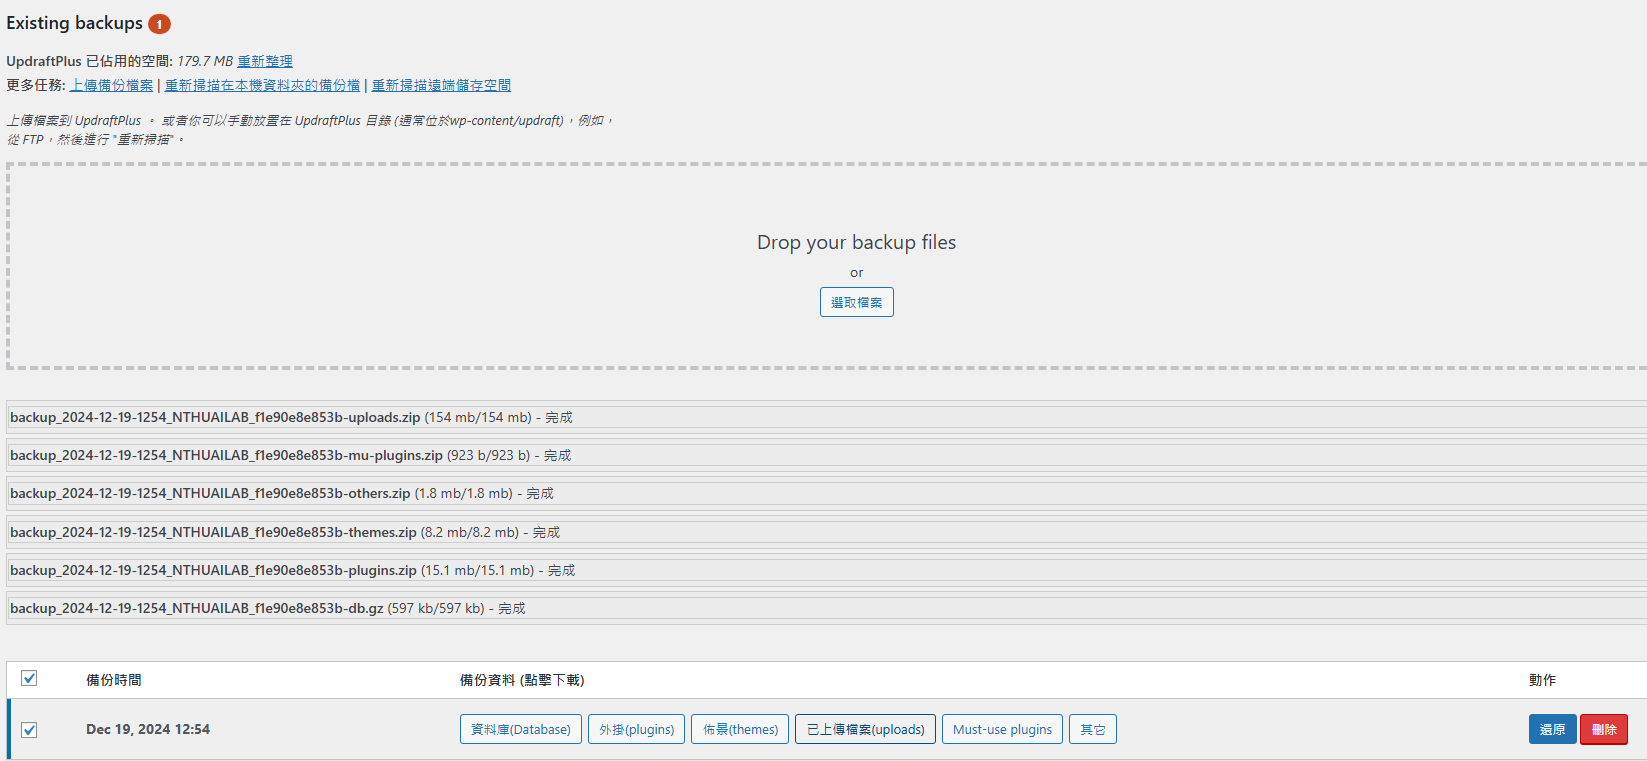 Existing backups 1
UpdraftPlus 已佔用的空間: 179.7 MB 重新整理
更多任務: 上傳備份檔案 | 重新掃描在本機資料夾的備份檔 | 重新掃描遠端儲存空間
上傳檔案到 UpdraftPlus 。 或者你可以手動放置在 UpdraftPlus 目錄 (通常位於wp-content/updraft)，例如，
從 FTP，然後進行 "重新掃描"。
Drop your backup files
or
選取檔案
backup_2024-12-19-1254_NTHUAILAB_f1e90e8e853b-uploads.zip (154 mb/154 mb) - 完成
backup_2024-12-19-1254_NTHUAILAB_f1e90e8e853b-mu-plugins.zip (923 b/923 b) - 完成
backup_2024-12-19-1254_NTHUAILAB_f1e90e8e853b-others.zip (1.8 mb/1.8 mb) - 完成
backup_2024-12-19-1254_NTHUAILAB_f1e90e8e853b-themes.zip (8.2 mb/8.2 mb) - 完成
backup_2024-12-19-1254_NTHUAILAB_f1e90e8e853b-plugins.zip (15.1 mb/15.1 mb) - 完成
backup_2024-12-19-1254_NTHUAILAB_f1e90e8e853b-db.gz (597 kb/597 kb) - 完成
備份時間 備份資料 (點擊下載) 動作
Dec 19, 2024 12:54 資料庫(Database) 外掛(plugins) 佈景(themes) 已上傳檔案(uploads) Must-use plugins 其它 還原 刪除